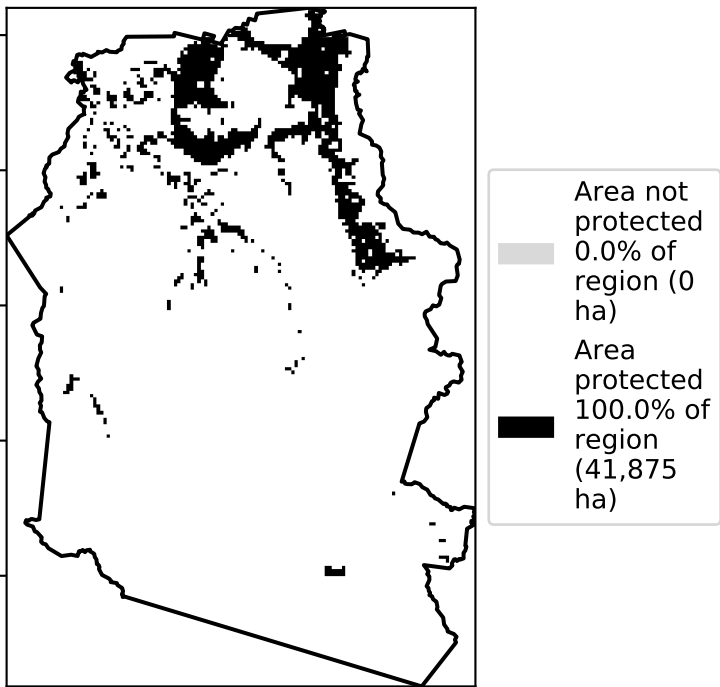 Area not
protected
0.0% of
region (0
ha)
Area
protected
100.0% of
region
(41,875
ha)